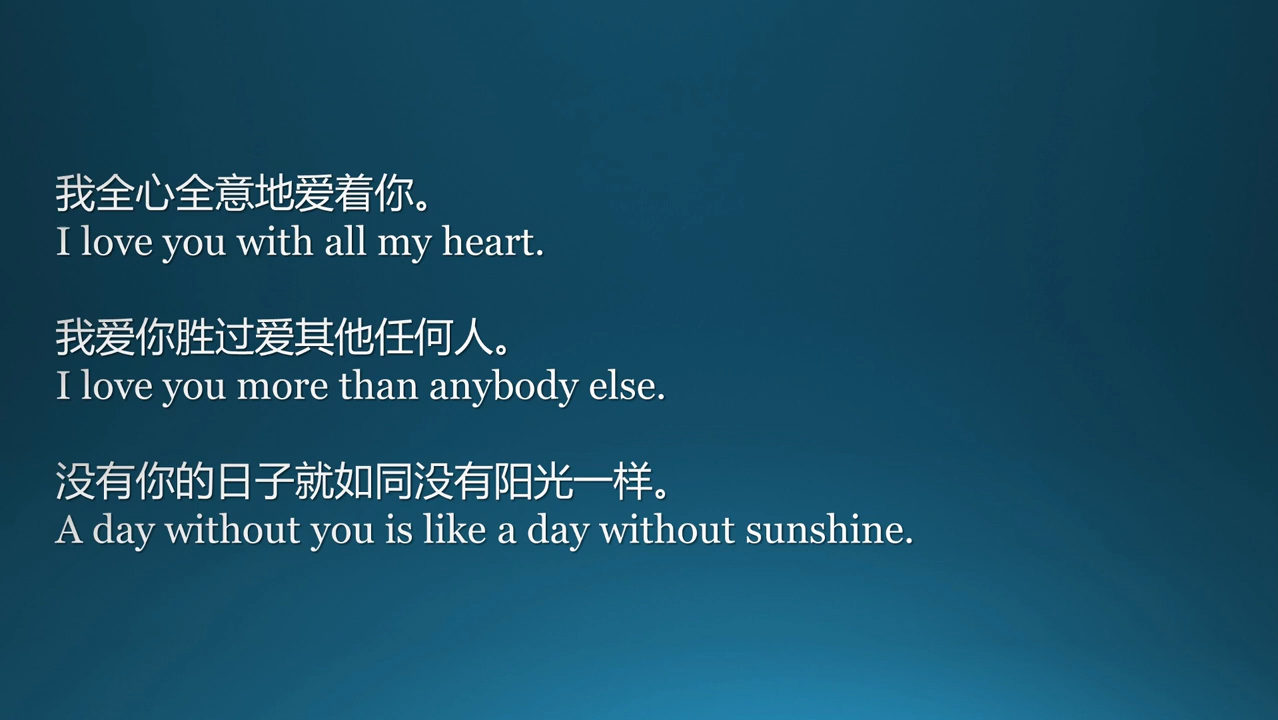 我全心全意地爱着你。
I love you with all my heart.
我爱你胜过爱其他任何人。
I love you more than anybody else.
没有你的日子就如同没有阳光一样。
A day without you is like a day without sunshine.